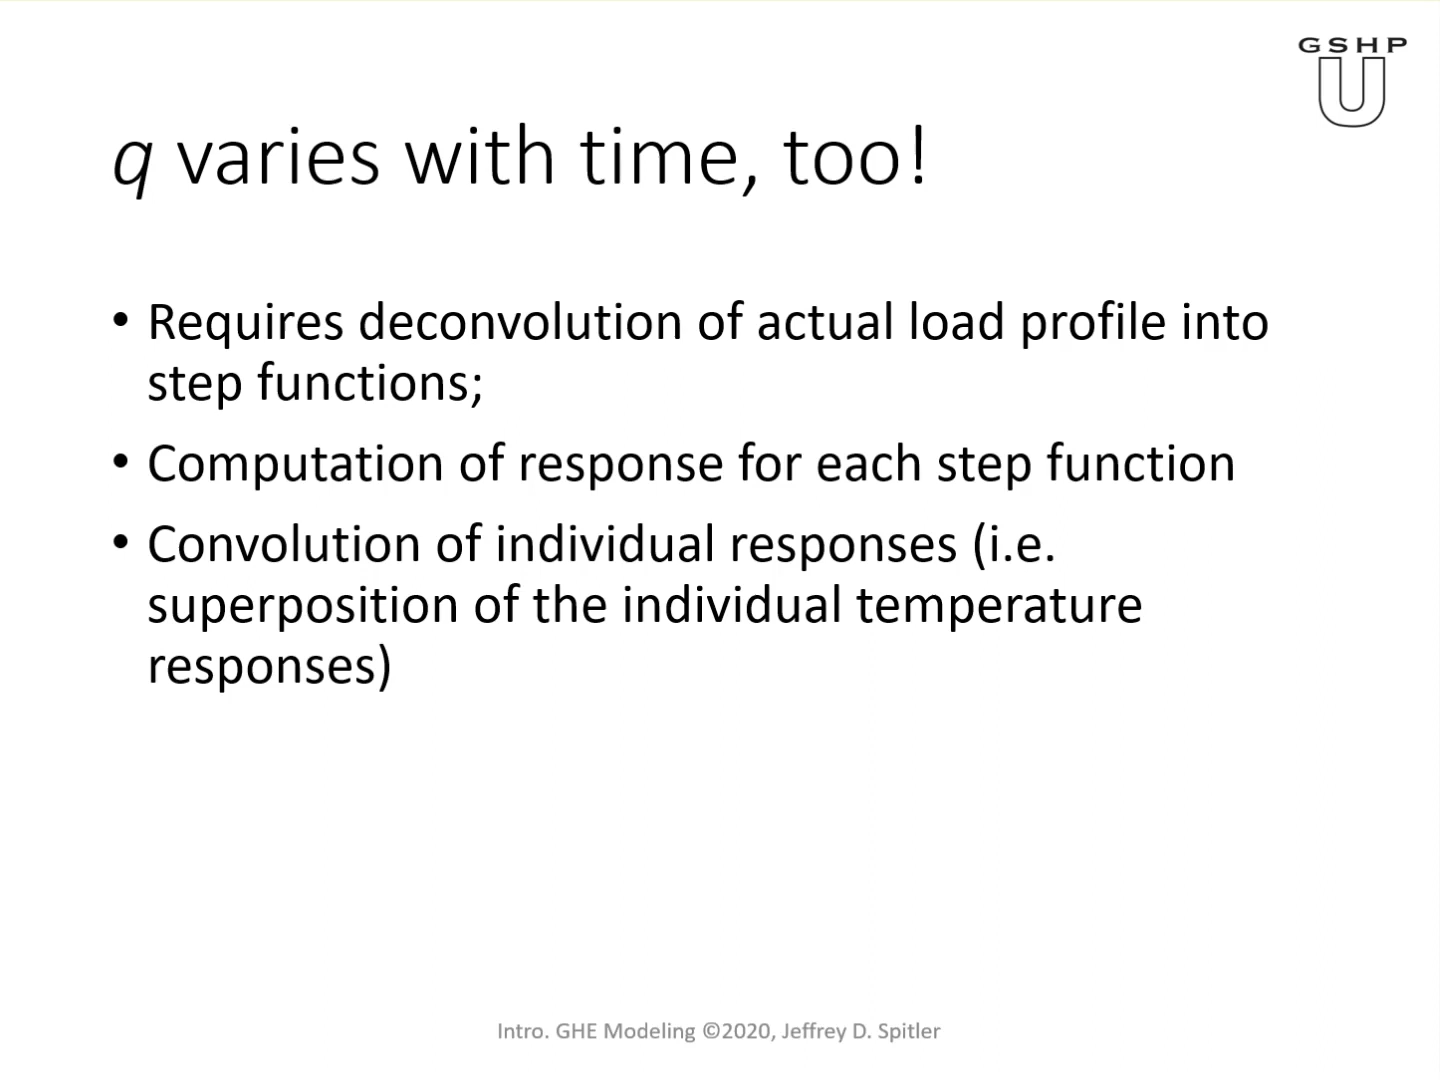 GSHP
U
q varies with time, too!
• Requires deconvolution of actual load profile into
step functions;
• Computation of response for each step function
• Convolution of individual responses (i.e.
superposition of the individual temperature
responses)
Intro. GHE Modeling ©2020, Jeffrey D. Spitler